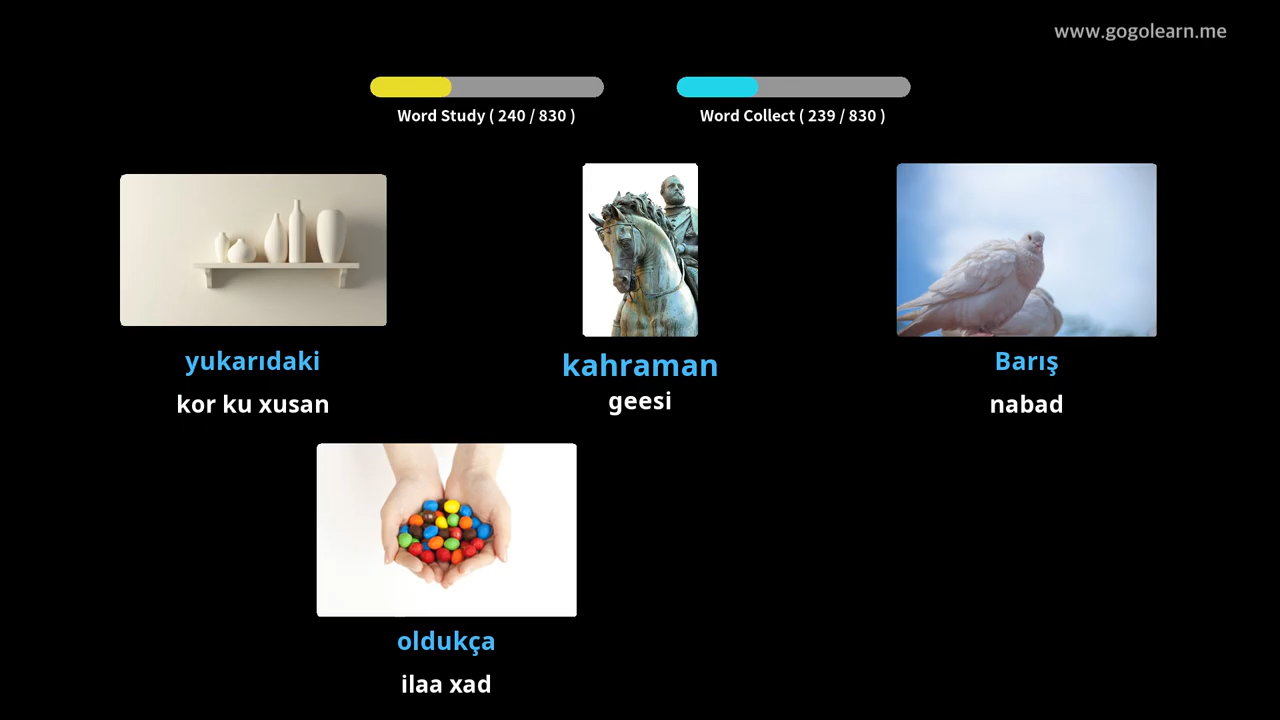 www.gogolearn.me
Word Study ( 240 / 830 )
Word Collect ( 239 / 830 )
yukarıdaki
kor ku xusan
kahraman
geesi
Barış
nabad
oldukça
ilaa xad